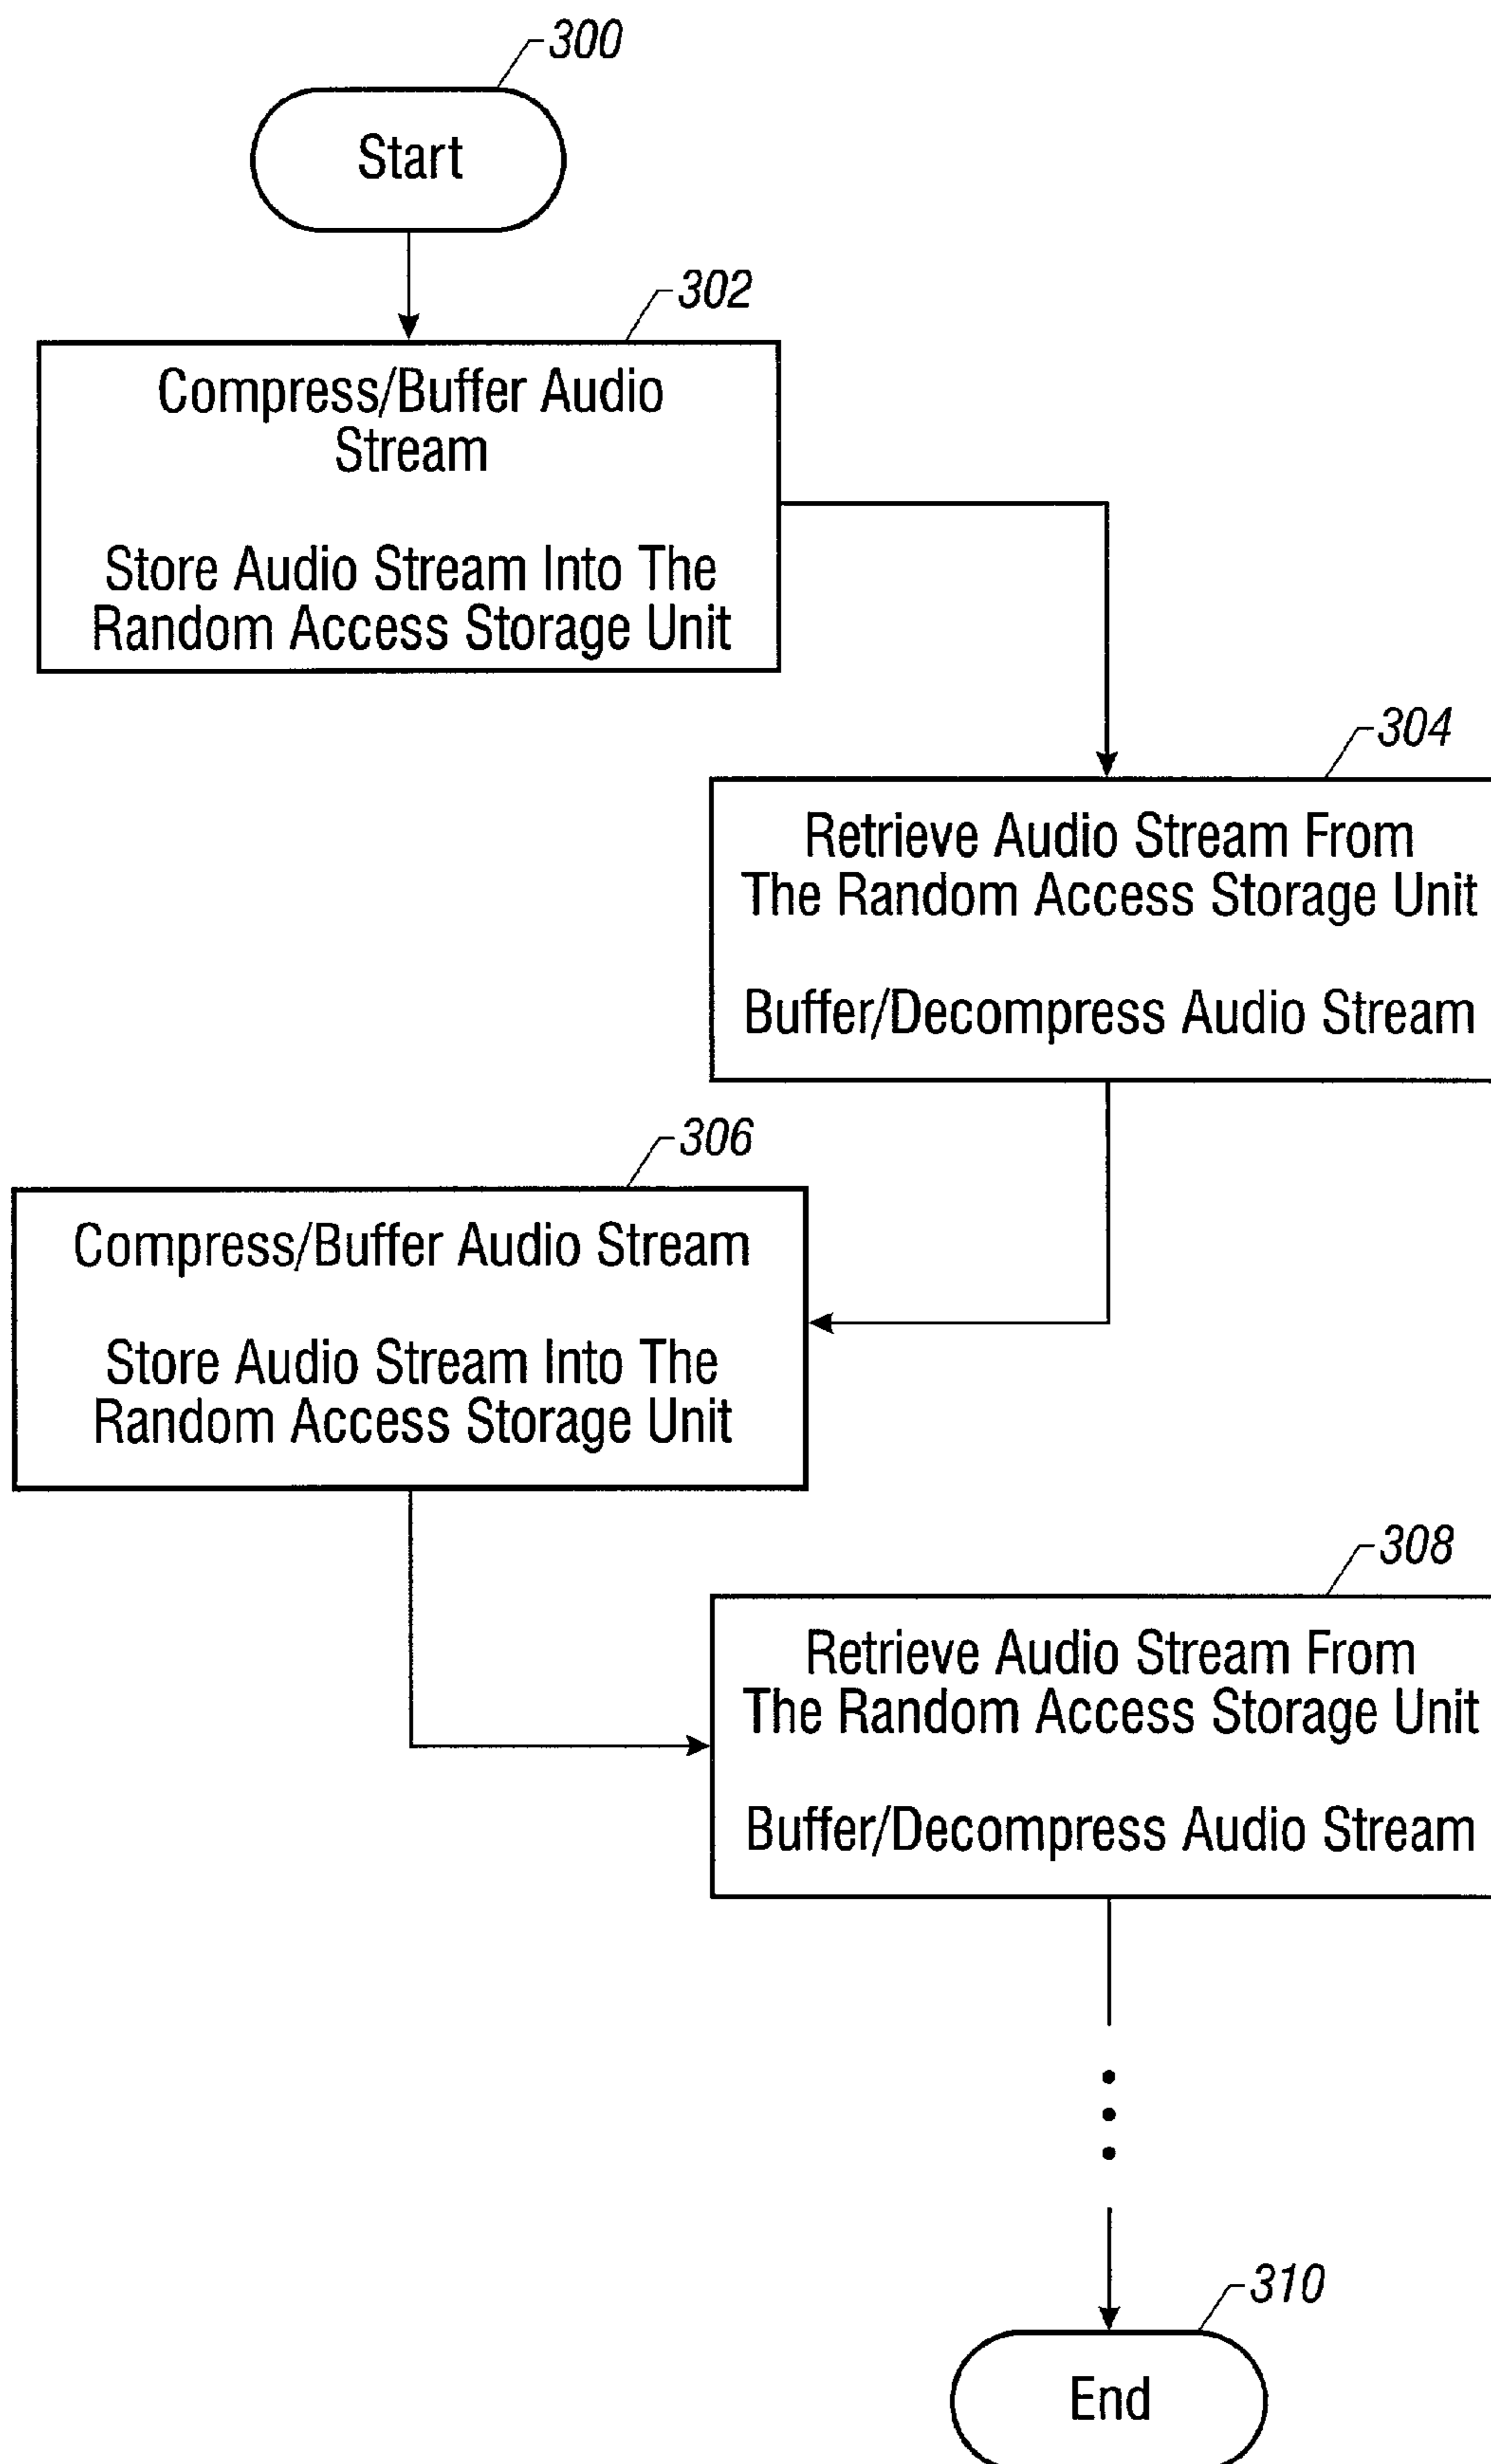 300
Start
302
Compress/Buffer Audio
Stream
Store Audio Stream Into The
Random Access Storage Unit
304
Retrieve Audio Stream From
The Random Access Storage Unit
Buffer/Decompress Audio Stream
306
Compress/Buffer Audio Stream
Store Audio Stream Into The
Random Access Storage Unit
308
Retrieve Audio Stream From
The Random Access Storage Unit
Buffer/Decompress Audio Stream
310
End